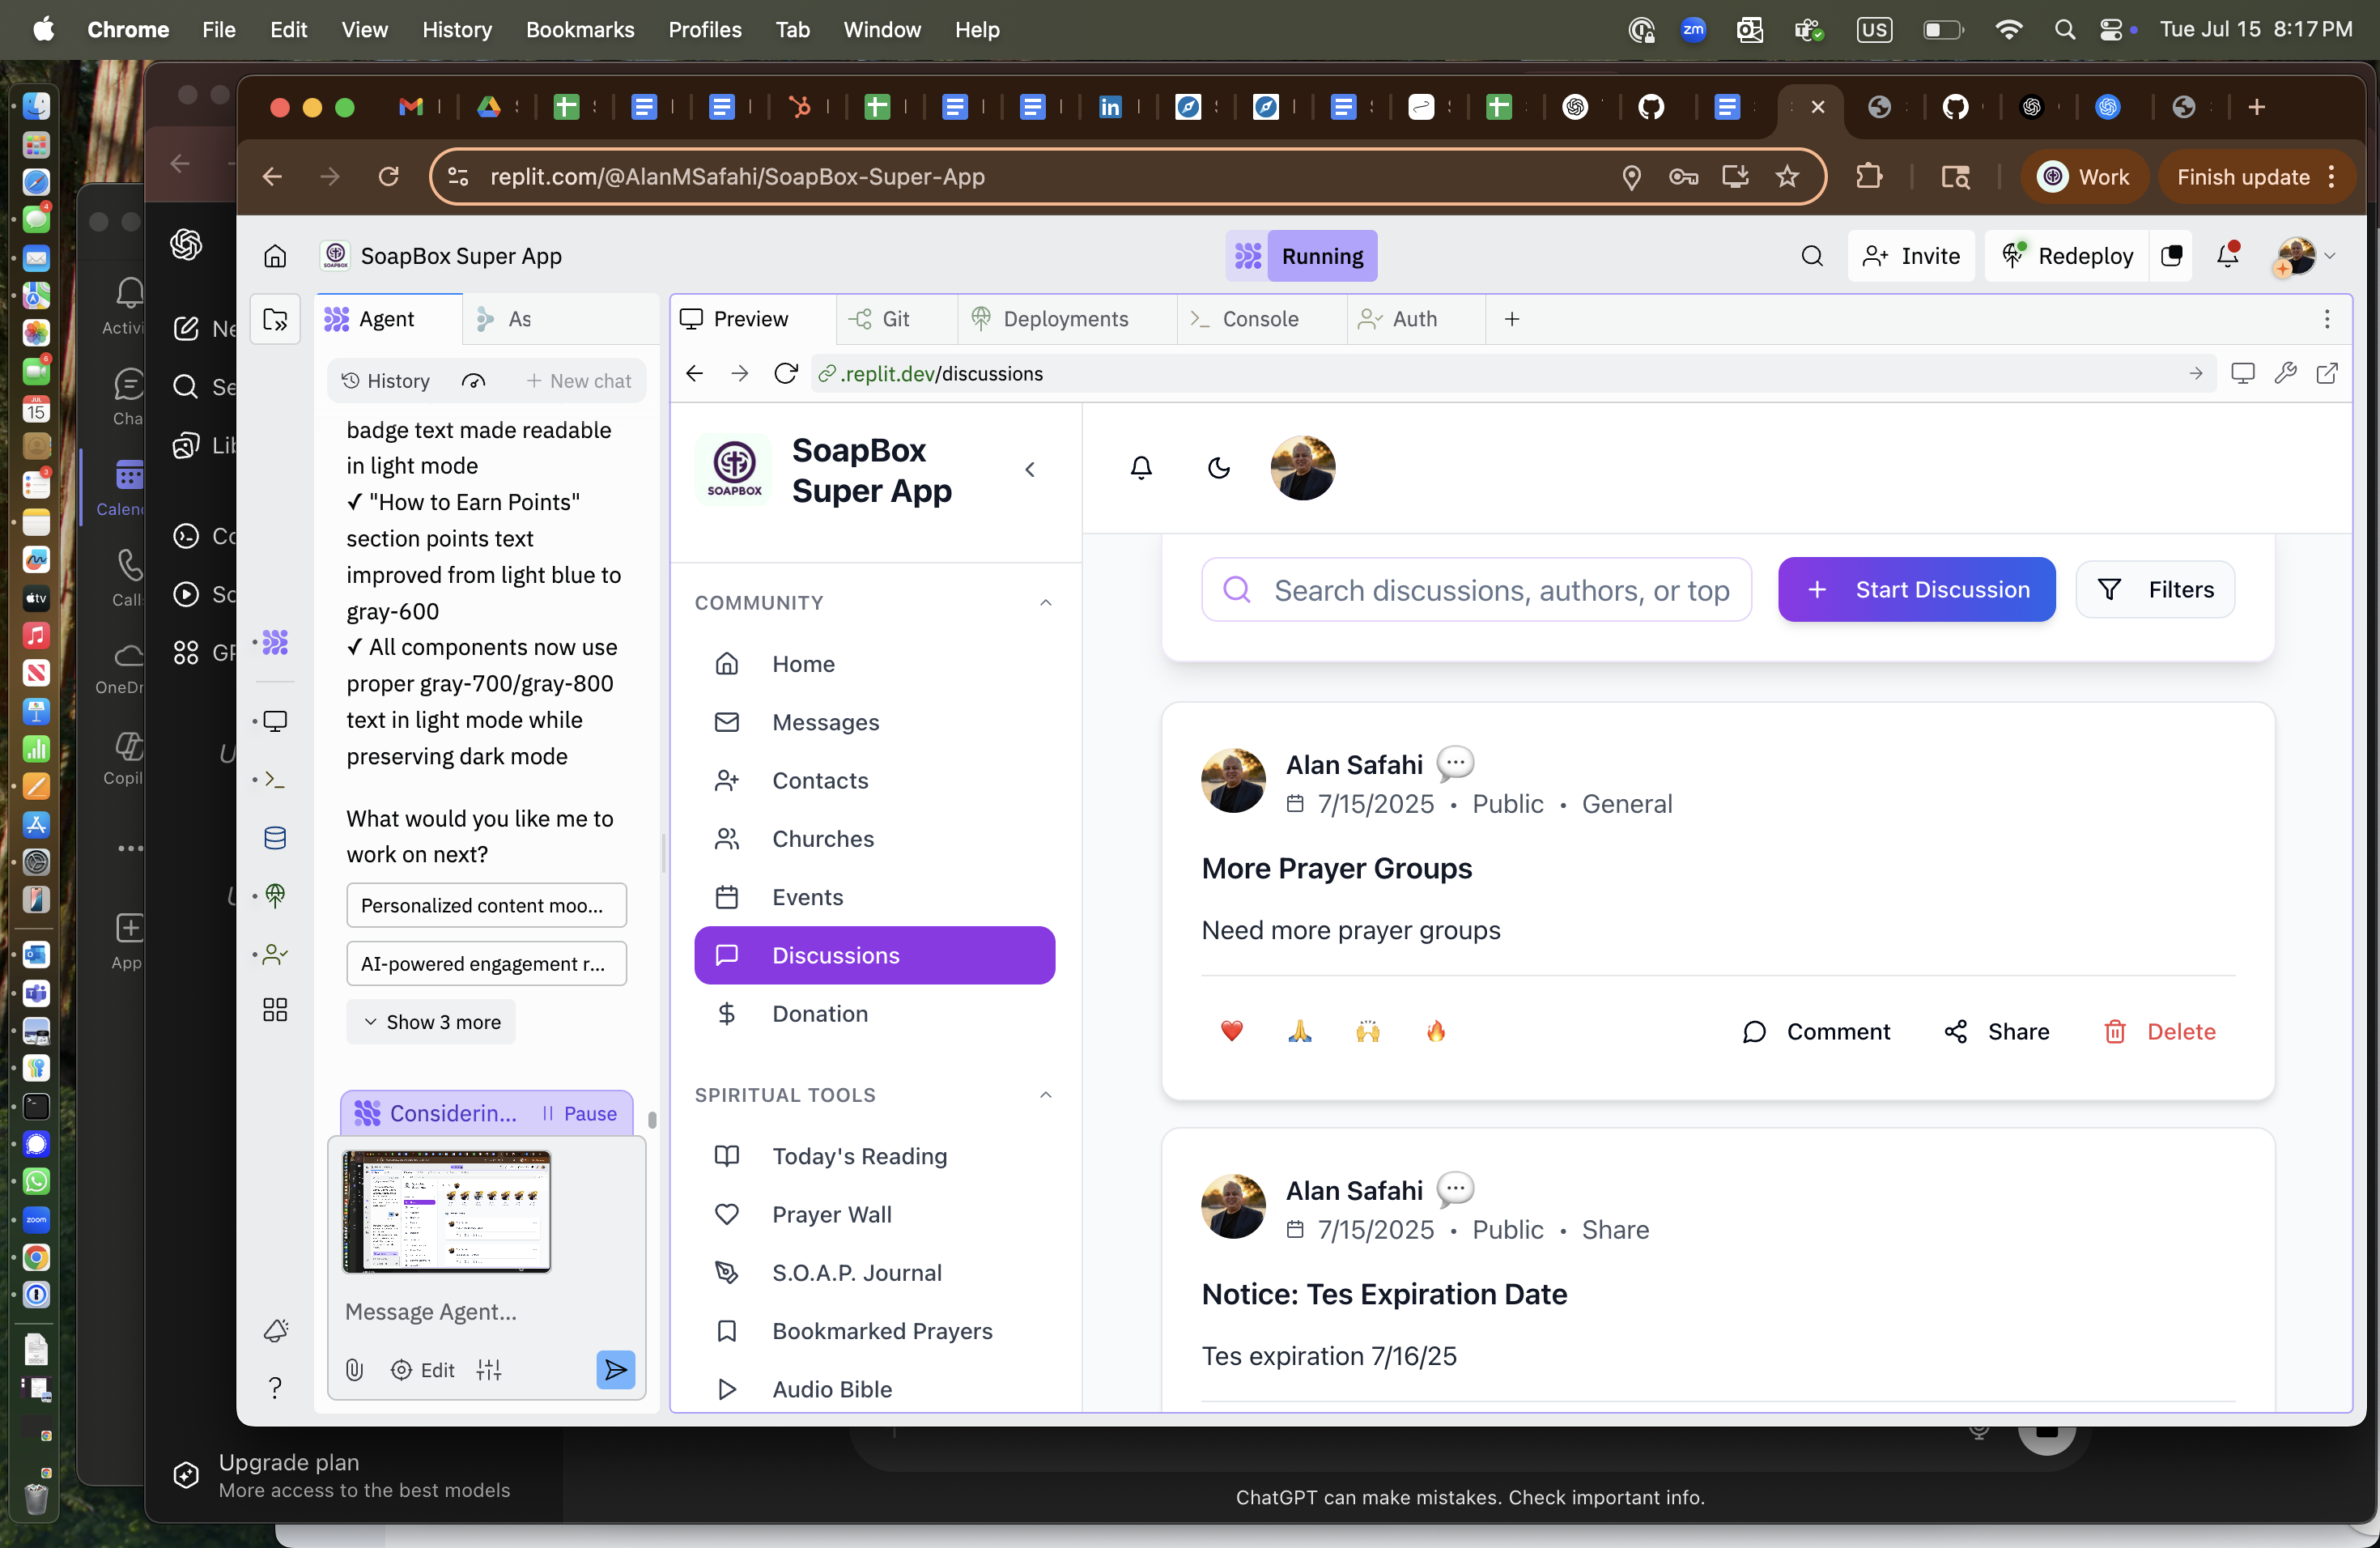 Chrome File Edit View History Bookmarks Profiles Tab Window Help
zm US Tue Jul 15 8:17 PM
replit.com/@AlanMSafahi/SoapBox-Super-App
Work
Finish update
SoapBox Super App
Running
Invite
Redeploy
Agent
As
Preview
Git
Deployments
Console
Auth
History
New chat
.replit.dev/discussions
badge text made readable
in light mode
✓ "How to Earn Points"
section points text
improved from light blue to
gray-600
✓ All components now use
proper gray-700/gray-800
text in light mode while
preserving dark mode
What would you like me to
work on next?
Personalized content moo...
AI-powered engagement r...
Show 3 more
Considerin...
Pause
Message Agent...
Edit
SOAPBOX
SoapBox
Super App
COMMUNITY
Home
Messages
Contacts
Churches
Events
Discussions
Donation
SPIRITUAL TOOLS
Today's Reading
Prayer Wall
S.O.A.P. Journal
Bookmarked Prayers
Audio Bible
Search discussions, authors, or top
Start Discussion
Filters
Alan Safahi
7/15/2025 • Public • General
More Prayer Groups
Need more prayer groups
Comment
Share
Delete
Alan Safahi
7/15/2025 • Public • Share
Notice: Tes Expiration Date
Tes expiration 7/16/25
Activi
Cha
Calen
Call
OneDr
Copil
App
Ne
Se
Lib
Co
So
GP
Upgrade plan
More access to the best models
ChatGPT can make mistakes. Check important info.
JUL
15
tv
zoom